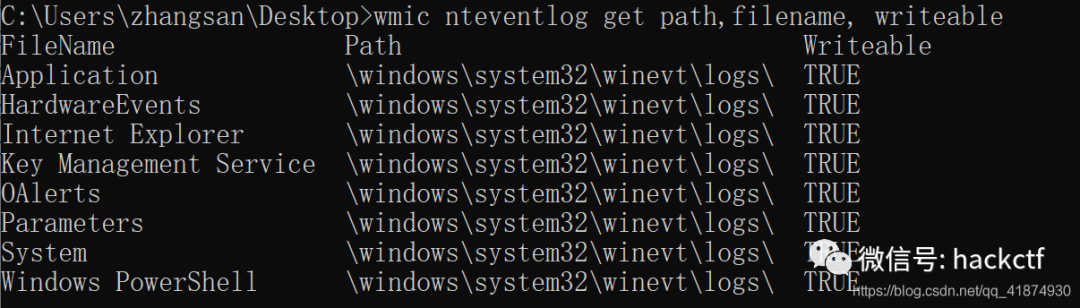 C:\Users\zhangsan\Desktop>wmic nteventlog get path,filename, writeable
FileName Path Writeable
Application \windows\system32\winevt\logs\ TRUE
HardwareEvents \windows\system32\winevt\logs\ TRUE
Internet Explorer \windows\system32\winevt\logs\ TRUE
Key Management Service \windows\system32\winevt\logs\ TRUE
OAlerts \windows\system32\winevt\logs\ TRUE
Parameters \windows\system32\winevt\logs\ TRUE
System \windows\system32\winevt\logs\ TRUE
微信号: hackctf
Windows PowerShell \windows\system32\winevt\logs\ TRUE
https://blog.csdn.net/qq_41874930